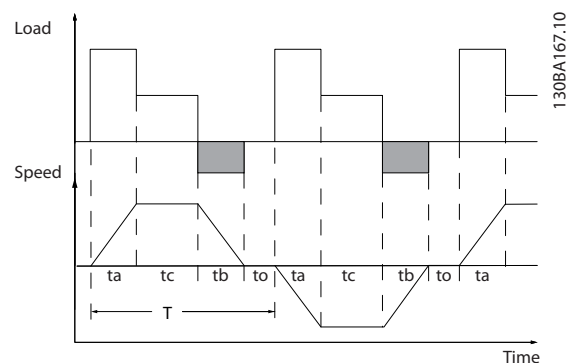 Load
130BA167.10
Speed
ta tc tb to ta tc tb to ta
T
Time